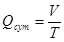 Q_сут = V/T